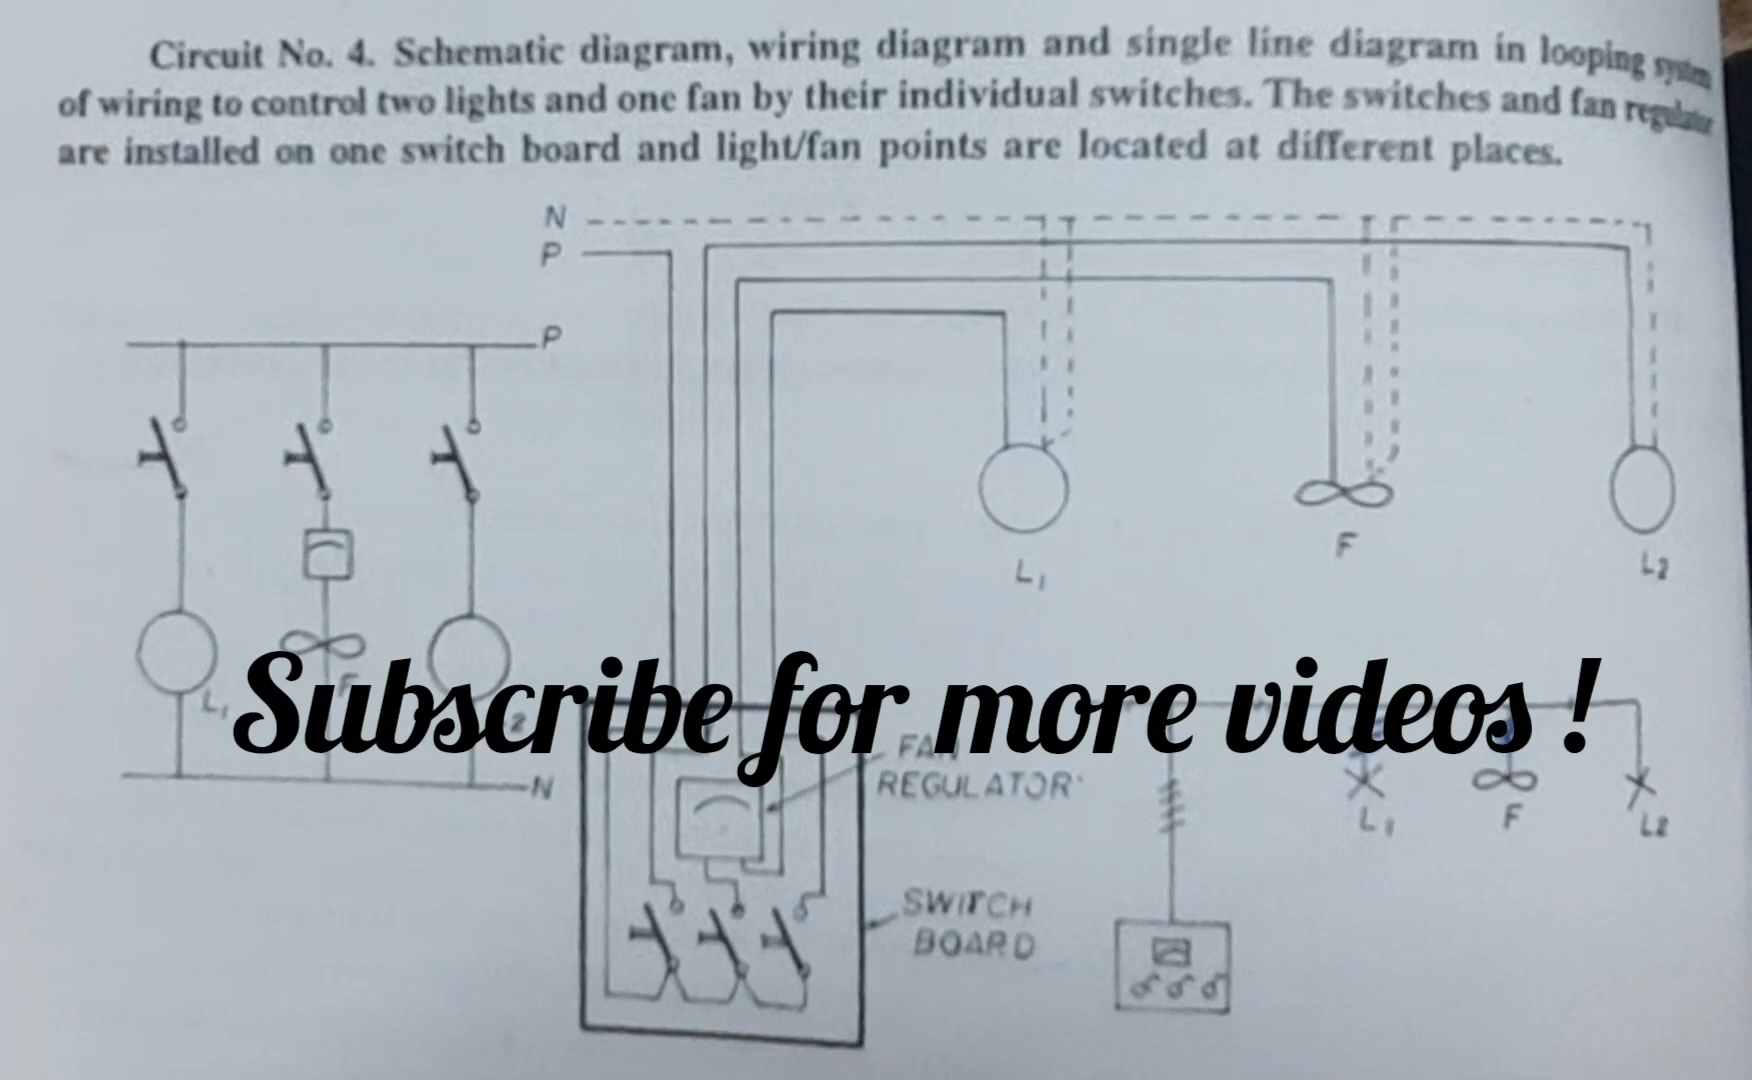 Circuit No. 4. Schematic diagram, wiring diagram and single line diagram in looping system
of wiring to control two lights and one fan by their individual switches. The switches and fan regulator
are installed on one switch board and light/fan points are located at different places.
N
P
P
L1
F
L2
L1
F
2
N
Subscribe for more videos !
FAN
REGULATOR
SWITCH
BOARD
L1
F
L2